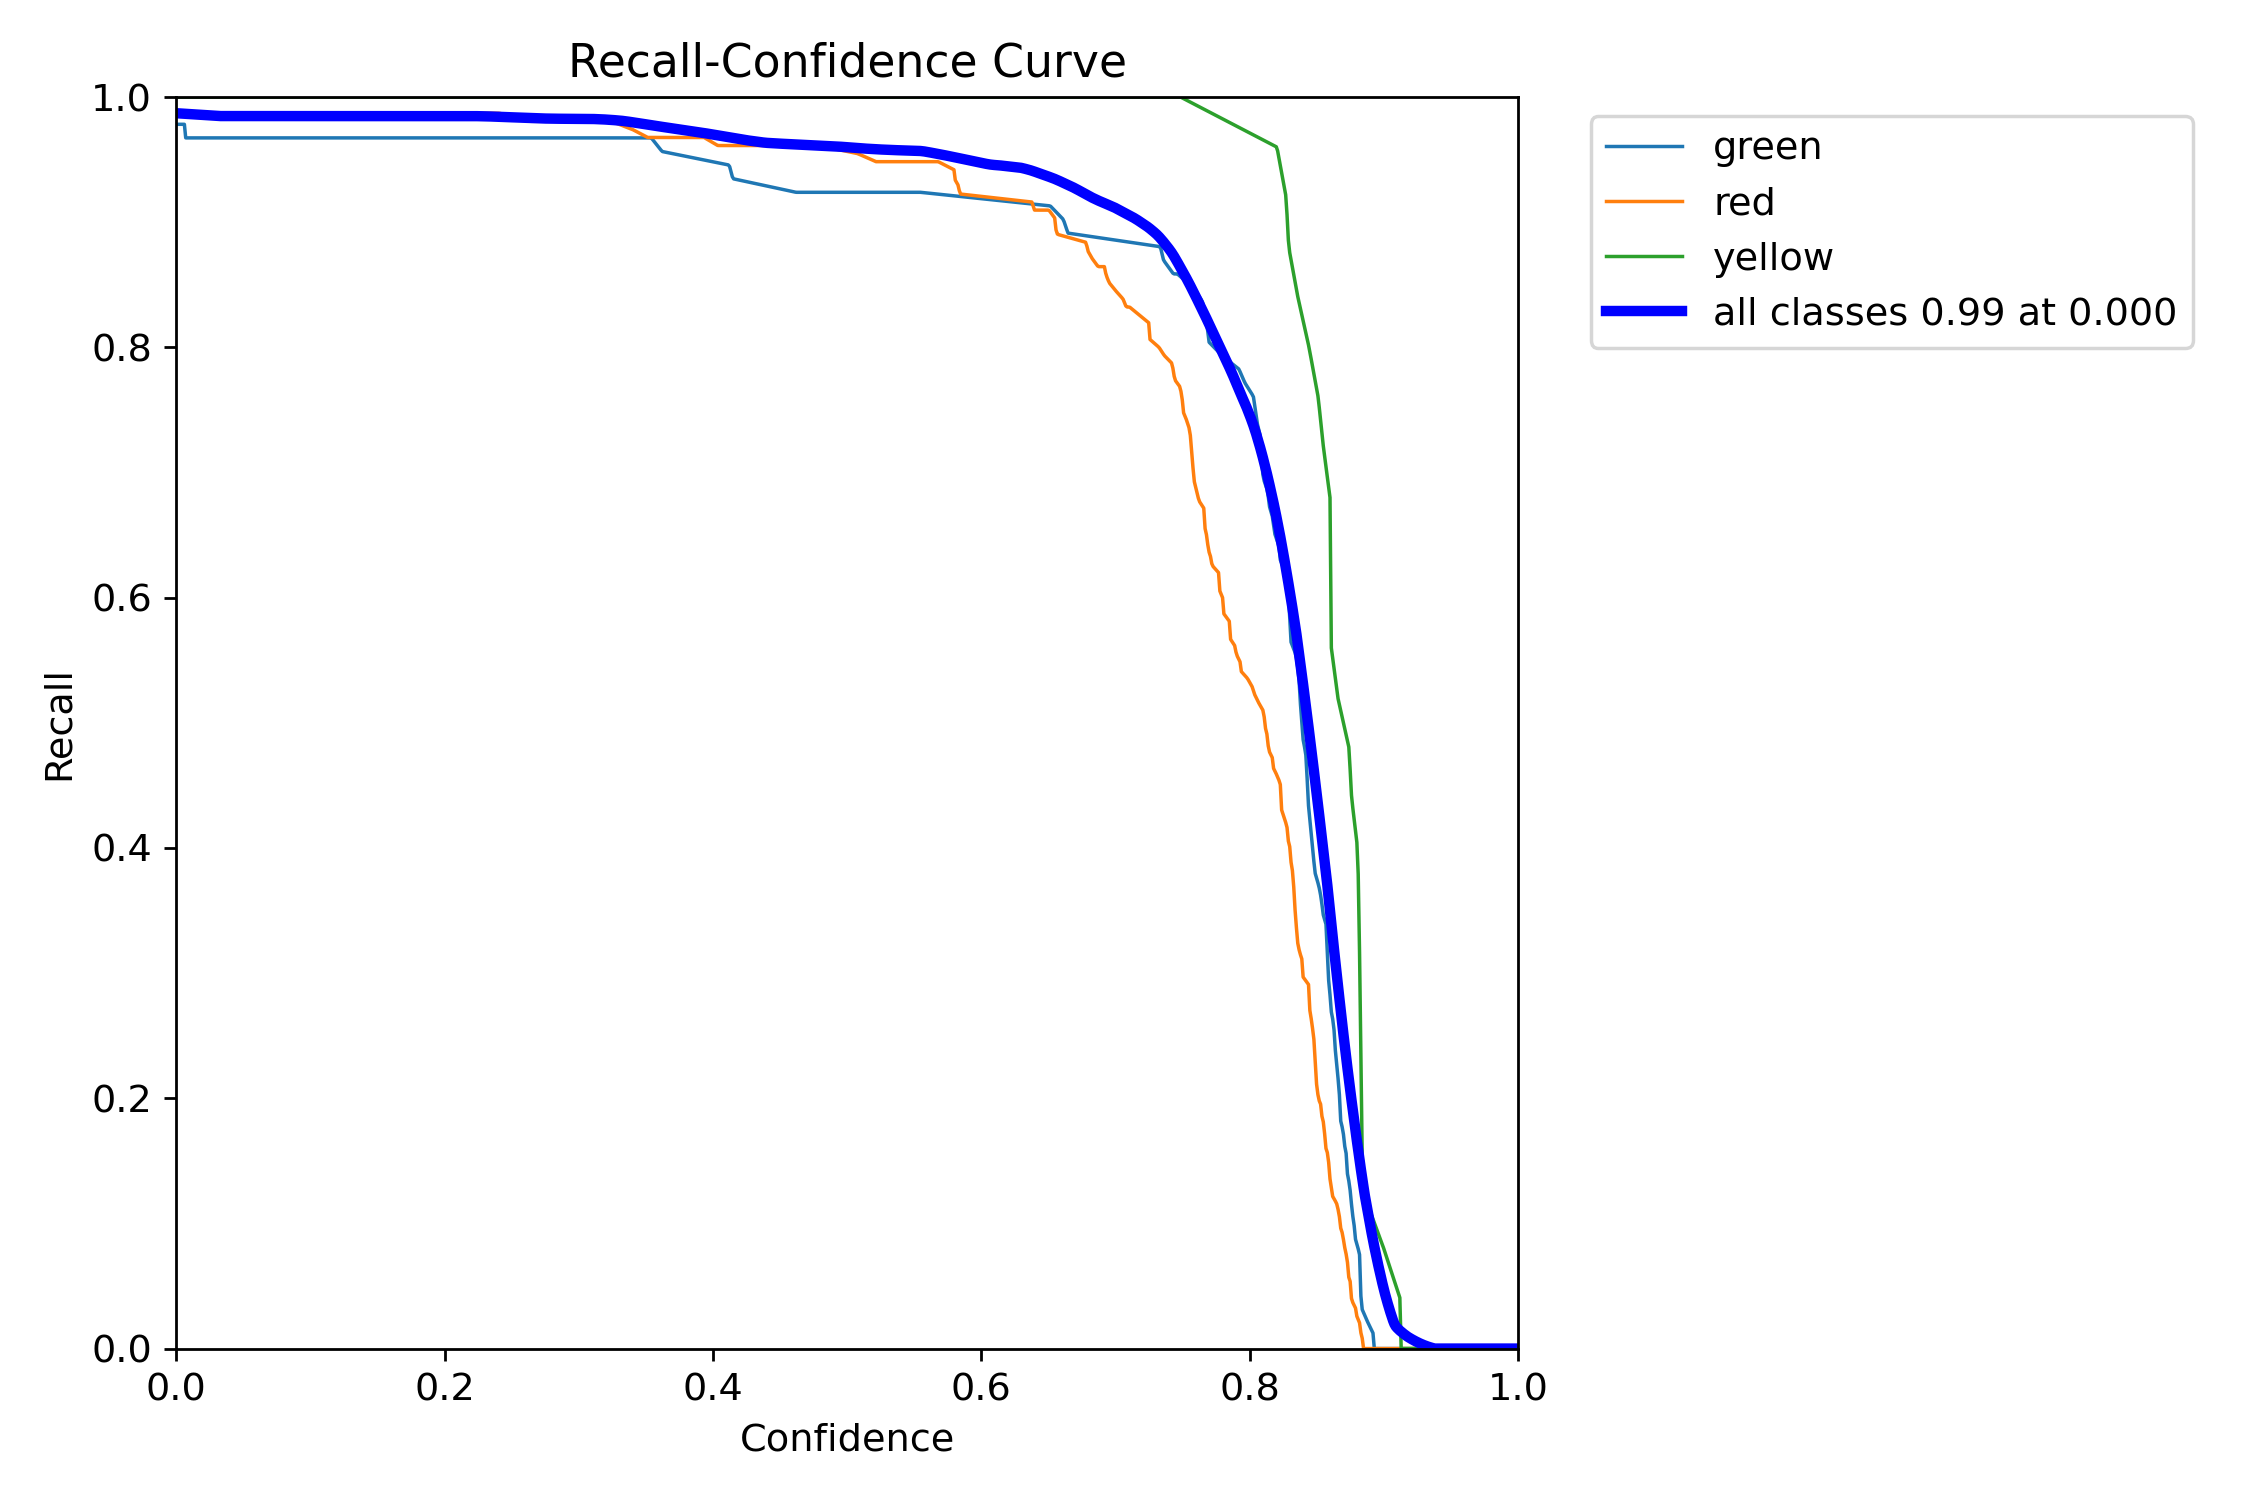 Recall-Confidence Curve
1.0
0.8
0.6
0.4
0.2
0.0
Recall
0.0 0.2 0.4 0.6 0.8 1.0
Confidence
green
red
yellow
all classes 0.99 at 0.000